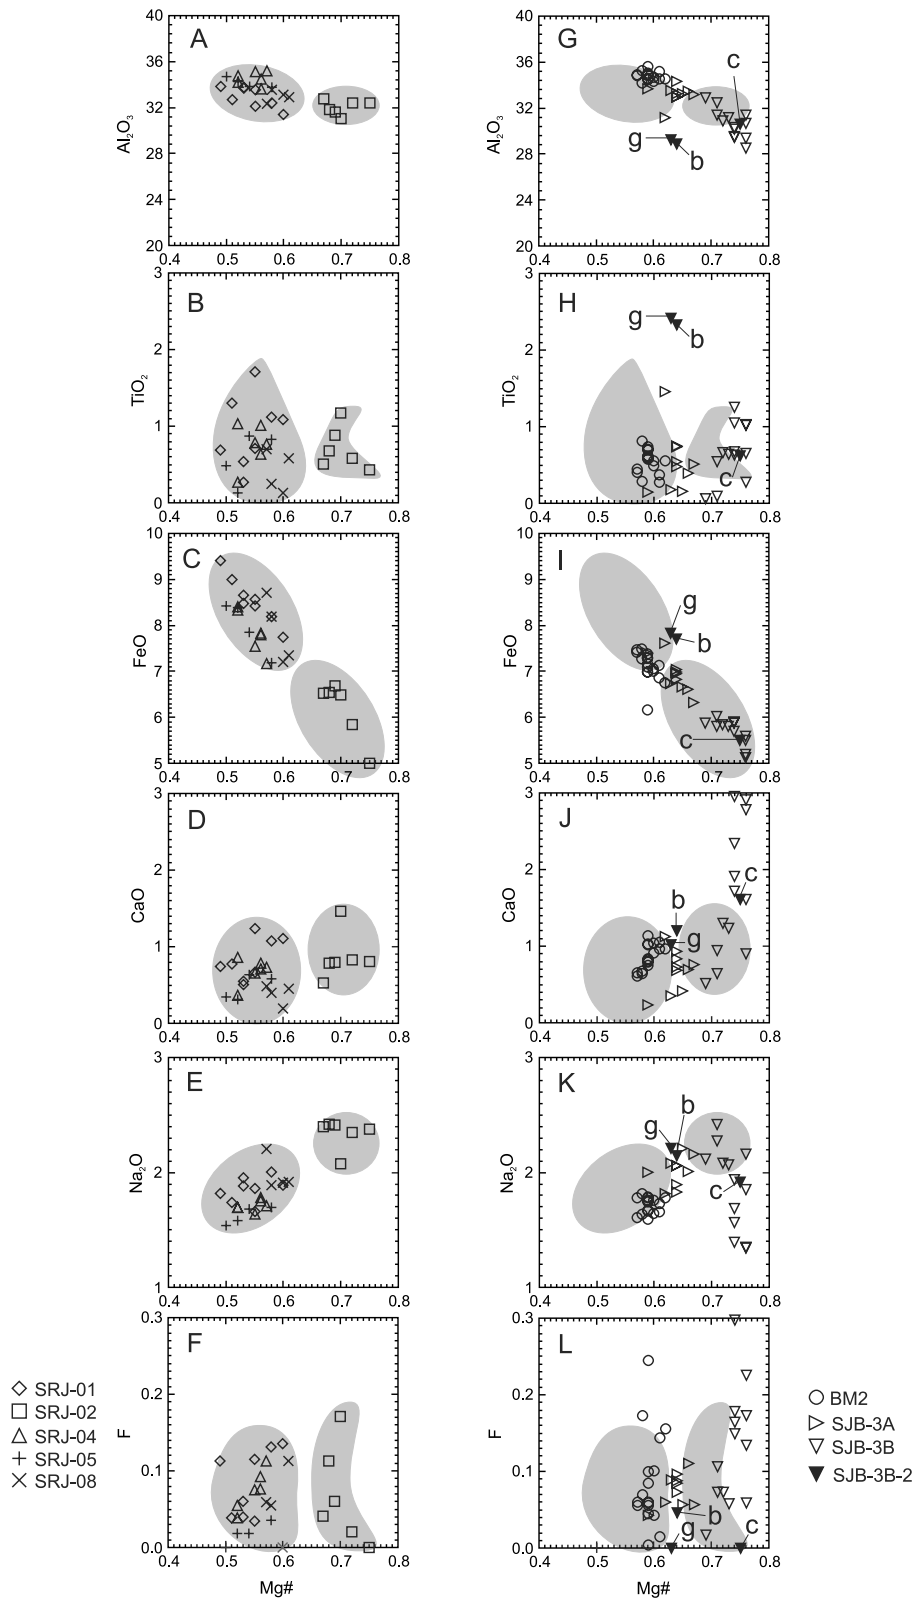 A
40
36
32
28
24
20
Al₂O₃
0.4 0.5 0.6 0.7 0.8
G
c
g
b
40
36
32
28
24
20
Al₂O₃
0.4 0.5 0.6 0.7 0.8
B
3
2
1
0
TiO₂
0.4 0.5 0.6 0.7 0.8
H
g
b
c
3
2
1
0
TiO₂
0.4 0.5 0.6 0.7 0.8
C
10
9
8
7
6
5
FeO
0.4 0.5 0.6 0.7 0.8
I
g
b
c
10
9
8
7
6
5
FeO
0.4 0.5 0.6 0.7 0.8
D
3
2
1
0
CaO
0.4 0.5 0.6 0.7 0.8
J
c
b
g
3
2
1
0
CaO
0.4 0.5 0.6 0.7 0.8
E
3
2
1
Na₂O
0.4 0.5 0.6 0.7 0.8
K
b
g
c
3
2
1
Na₂O
0.4 0.5 0.6 0.7 0.8
F
0.3
0.2
0.1
0.0
F
0.4 0.5 0.6 0.7 0.8
Mg#
L
b
g
c
0.3
0.2
0.1
0.0
F
0.4 0.5 0.6 0.7 0.8
Mg#
SRJ-01
SRJ-02
SRJ-04
SRJ-05
SRJ-08
BM2
SJB-3A
SJB-3B
SJB-3B-2